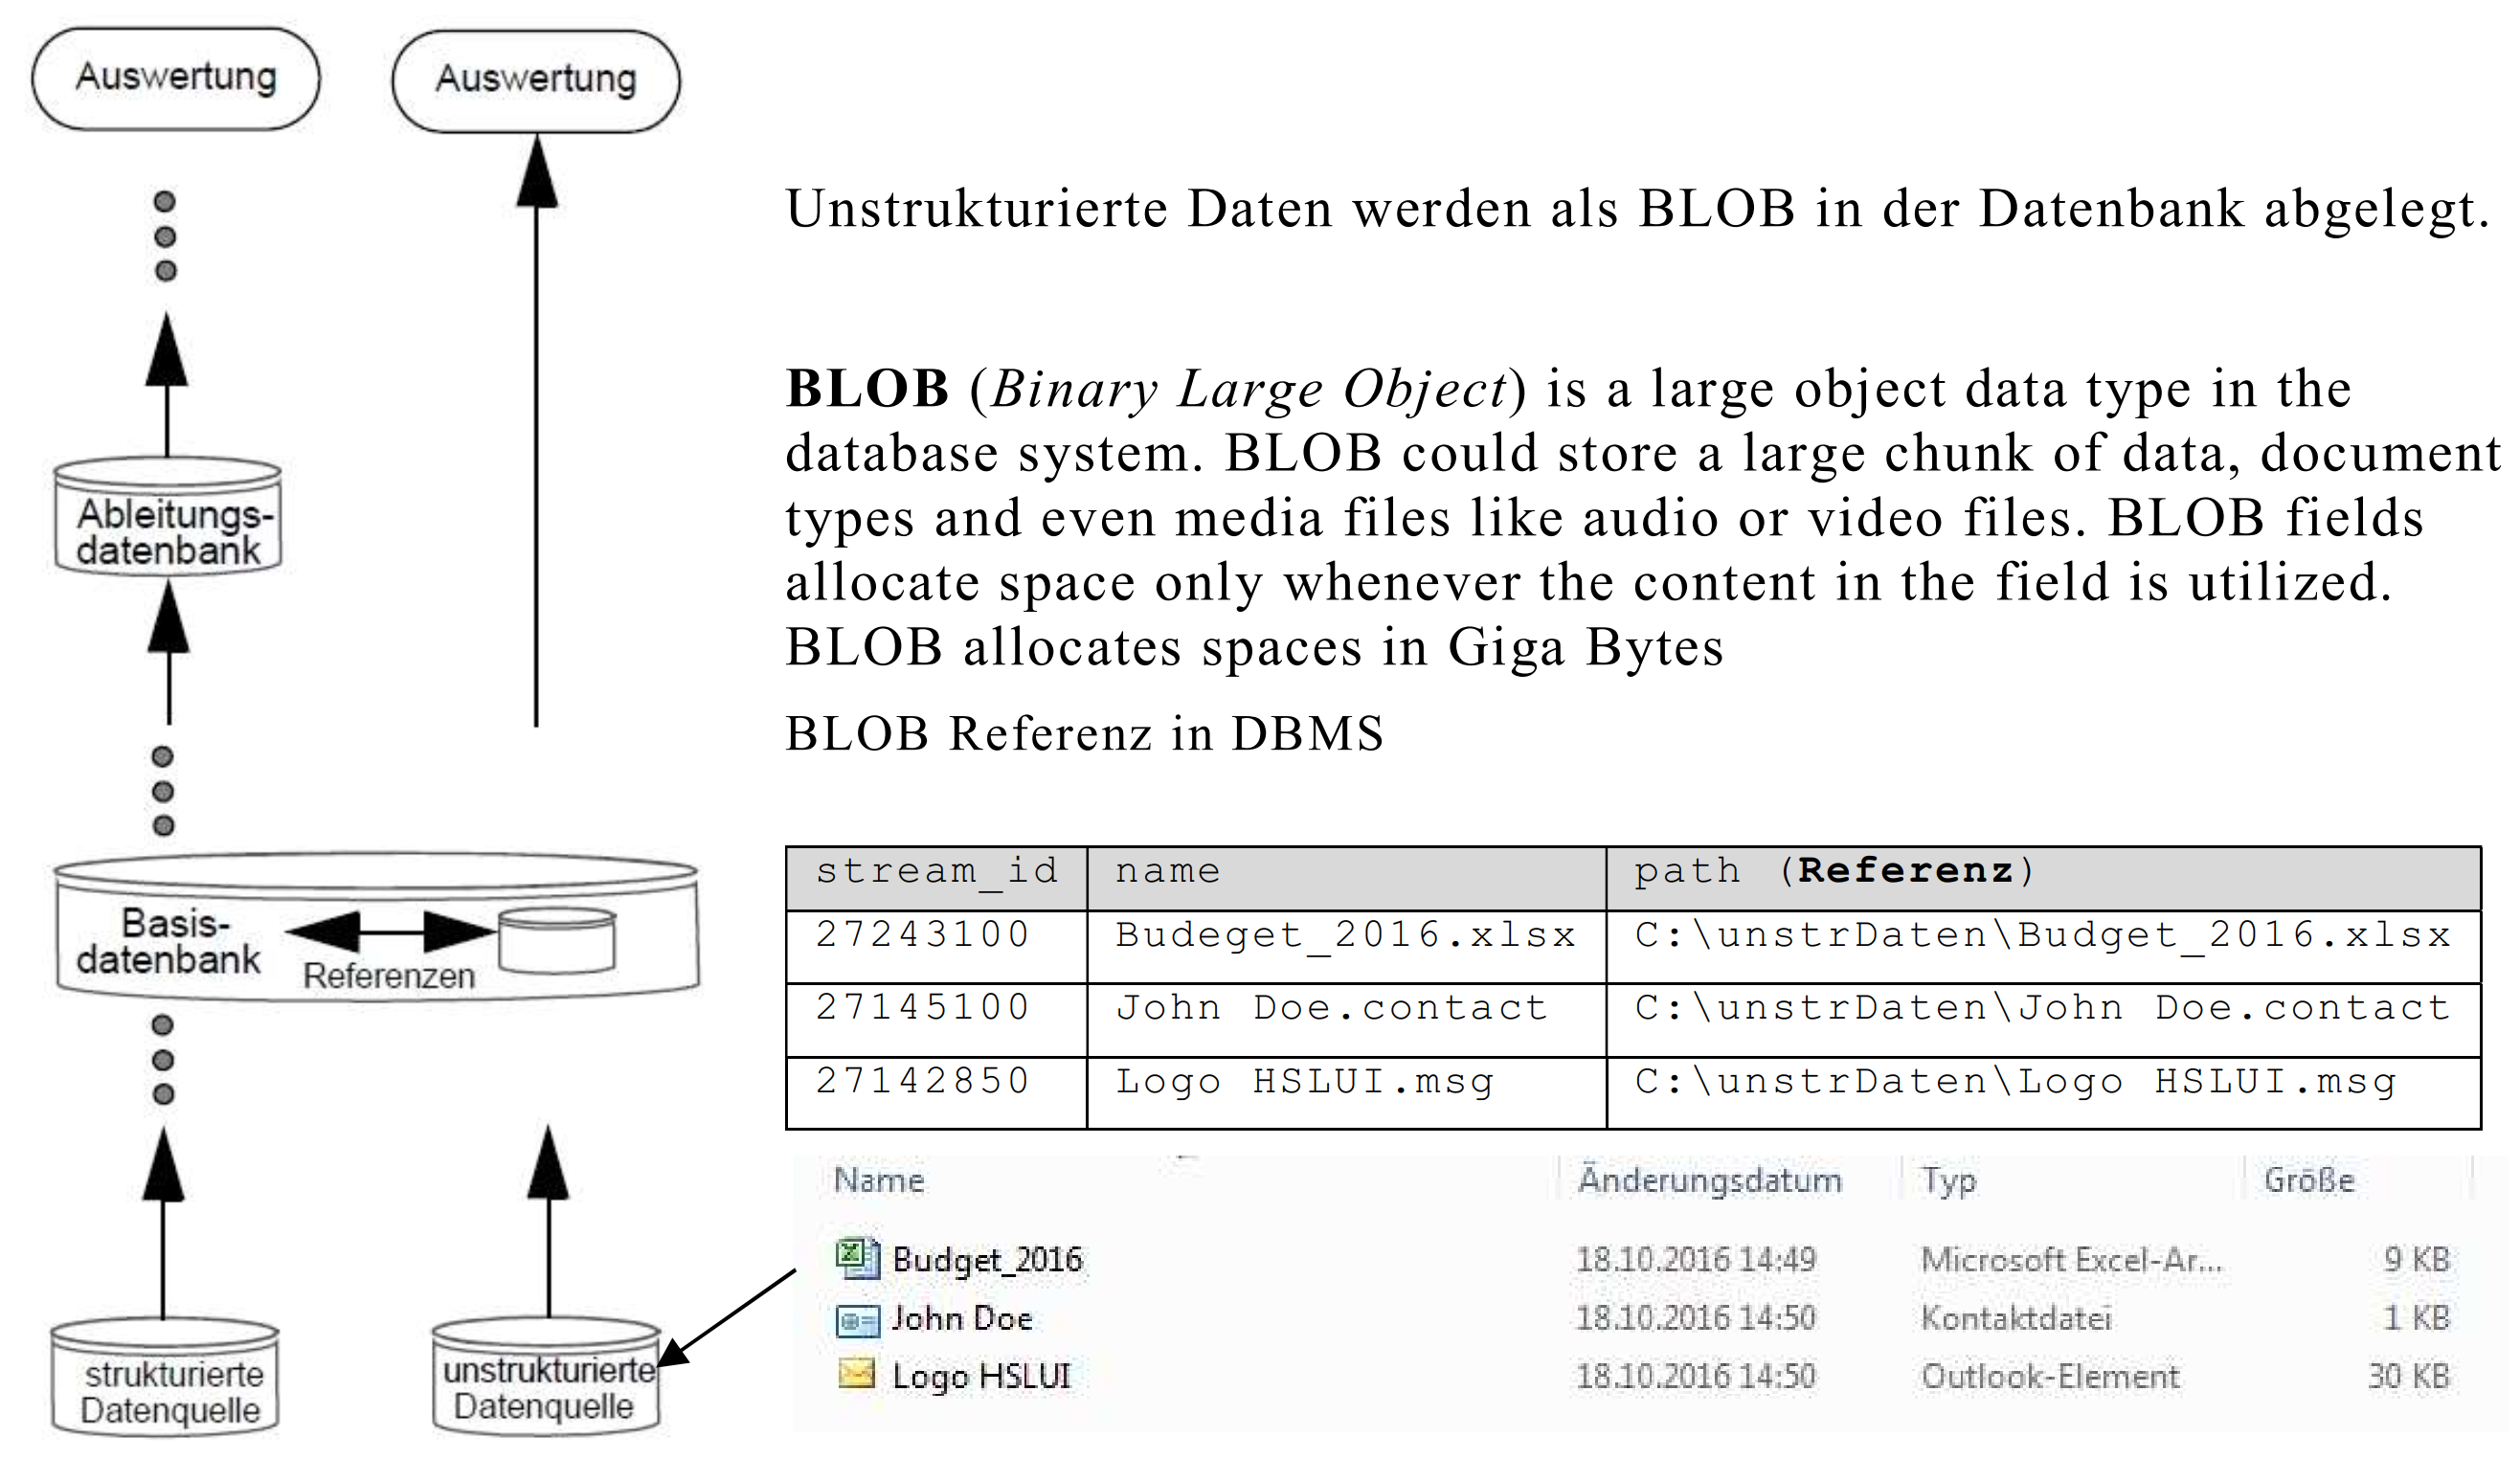 Auswertung
Auswertung
Ableitungs-
datenbank
Basis-
datenbank
Referenzen
strukturierte
Datenquelle
unstrukturierte
Datenquelle
Unstrukturierte Daten werden als BLOB in der Datenbank abgelegt.
BLOB (Binary Large Object) is a large object data type in the
database system. BLOB could store a large chunk of data, document
types and even media files like audio or video files. BLOB fields
allocate space only whenever the content in the field is utilized.
BLOB allocates spaces in Giga Bytes
BLOB Referenz in DBMS
stream_id name path (Referenz)
27243100 Budeget_2016.xlsx C:\unstrDaten\Budget_2016.xlsx
27145100 John Doe.contact C:\unstrDaten\John Doe.contact
27142850 Logo HSLUI.msg C:\unstrDaten\Logo HSLUI.msg
Name Änderungsdatum Typ Größe
Budget_2016 18.10.2016 14:49 Microsoft Excel-Ar... 9 KB
John Doe 18.10.2016 14:50 Kontaktdatei 1 KB
Logo HSLUI 18.10.2016 14:50 Outlook-Element 30 KB